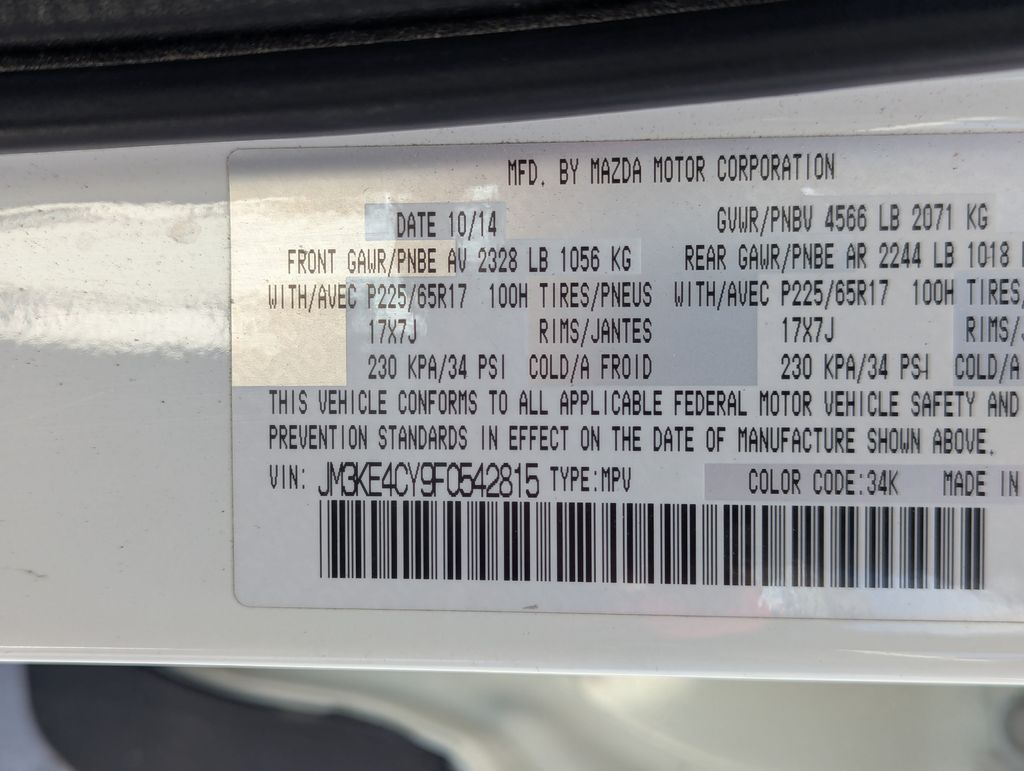 MFD. BY MAZDA MOTOR CORPORATION
DATE 10/14 GVWR/PNBV 4566 LB 2071 KG
FRONT GAWR/PNBE AV 2328 LB 1056 KG REAR GAWR/PNBE AR 2244 LB 1018
WITH/AVEC P225/65R17 100H TIRES/PNEUS WITH/AVEC P225/65R17 100H TIRES/
17X7J RIMS/JANTES 17X7J RIMS/
230 KPA/34 PSI COLD/A FROID 230 KPA/34 PSI COLD/A
THIS VEHICLE CONFORMS TO ALL APPLICABLE FEDERAL MOTOR VEHICLE SAFETY AND
PREVENTION STANDARDS IN EFFECT ON THE DATE OF MANUFACTURE SHOWN ABOVE.
VIN: JM3KE4CY9F0542815 TYPE:MPV COLOR CODE:34K MADE IN